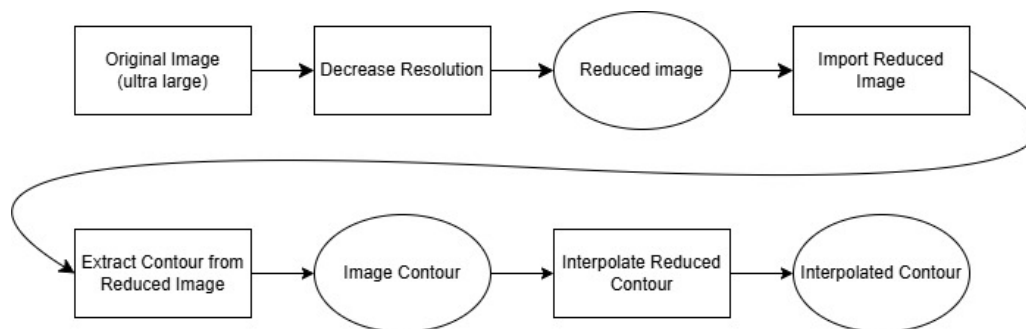 Original Image
(ultra large)
Decrease Resolution
Reduced image
Import Reduced
Image
Extract Contour from
Reduced Image
Image Contour
Interpolate Reduced
Contour
Interpolated Contour